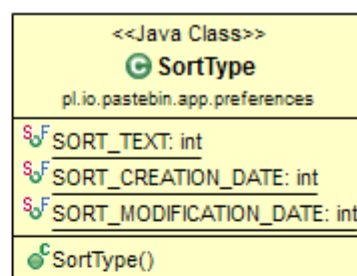 <<Java Class>>
C SortType
pl.io.pastebin.app.preferences
S F SORT_TEXT: int
S F SORT_CREATION_DATE: int
S F SORT_MODIFICATION_DATE: int
C SortType()